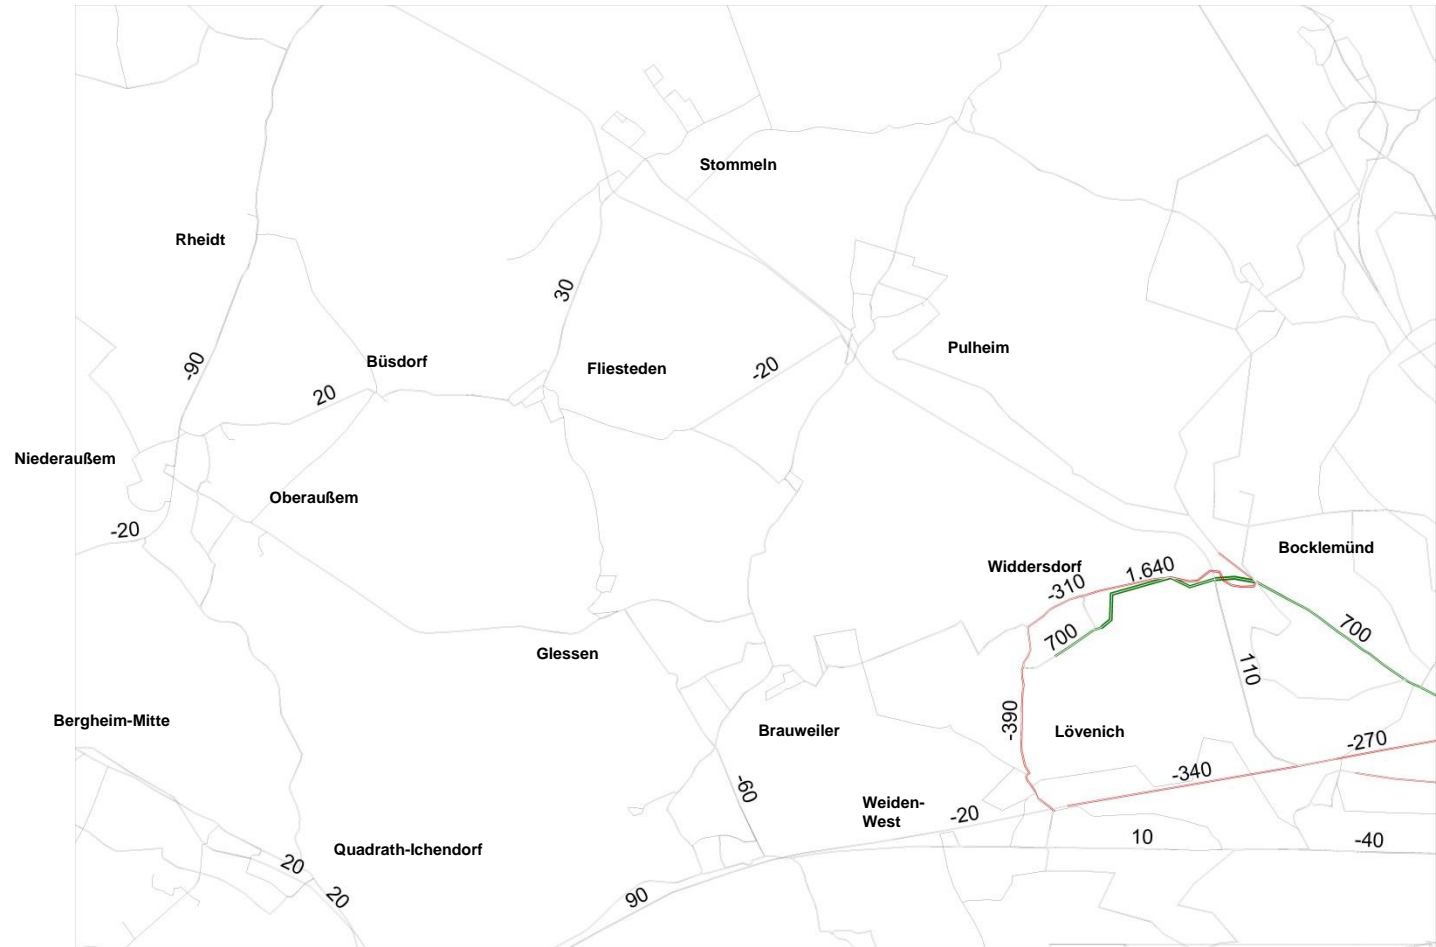 Stommeln
Rheidt
30
Pulheim
-90
Büsdorf
Fliesteden
-20
20
Niederaußem
Oberaußem
-20
Bocklemünd
Widdersdorf
1.640
-310
700
700
Glessen
110
Bergheim-Mitte
-390
Brauweiler
Lövenich
-270
-340
-60
Weiden-
West
-20
10
-40
Quadrath-Ichendorf
20
20
90